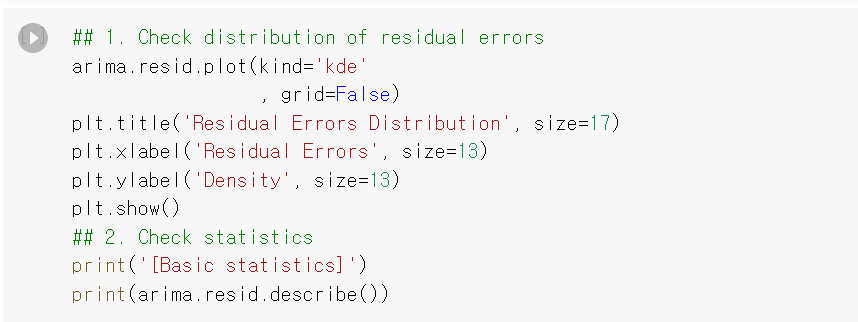 ## 1. Check distribution of residual errors
arima.resid.plot(kind='kde'
                 , grid=False)
plt.title('Residual Errors Distribution', size=17)
plt.xlabel('Residual Errors', size=13)
plt.ylabel('Density', size=13)
plt.show()
## 2. Check statistics
print('[Basic statistics]')
print(arima.resid.describe())